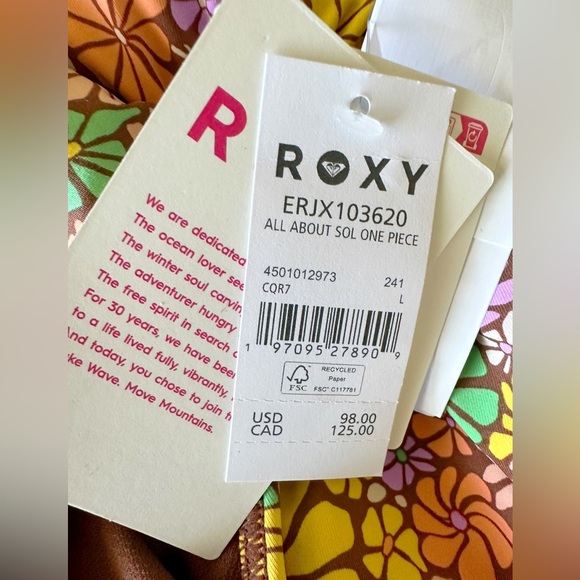 R
We are dedicated
The ocean lover
The winter soul
The adventurer hungry
The free spirit in search
For 30 years, we have been
to a life lived fully, vibrantly,
And today, you chose to join
Wave. Move Mountains.
ROXY
ERJX103620
ALL ABOUT SOL ONE PIECE
4501012973 241
CQR7 L
1 97095 27890 9
FSC
RECYCLED
Paper
FSC® C117781
USD 98.00
CAD 125.00